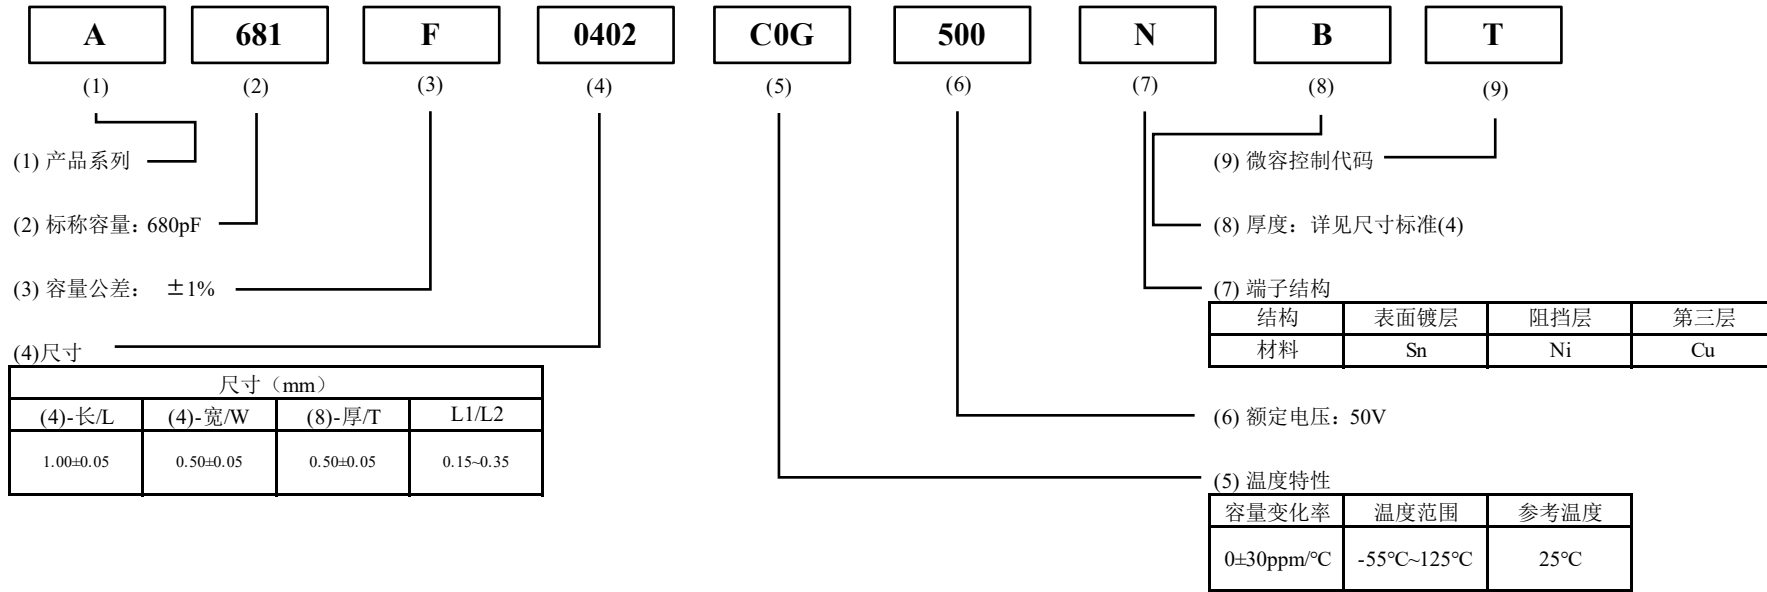 A 681 F 0402 C0G 500 N B T
(1) (2) (3) (4) (5) (6) (7) (8) (9)
(1) 产品系列
(2) 标称容量：680pF
(3) 容量公差： ±1%
(4)尺寸
尺寸（mm）
(4)-长/L (4)-宽/W (8)-厚/T L1/L2
1.00±0.05 0.50±0.05 0.50±0.05 0.15~0.35
(9) 微容控制代码
(8) 厚度：详见尺寸标准(4)
(7) 端子结构
结构 表面镀层 阻挡层 第三层
材料 Sn Ni Cu
(6) 额定电压：50V
(5) 温度特性
容量变化率 温度范围 参考温度
0±30ppm/℃ -55℃~125℃ 25℃